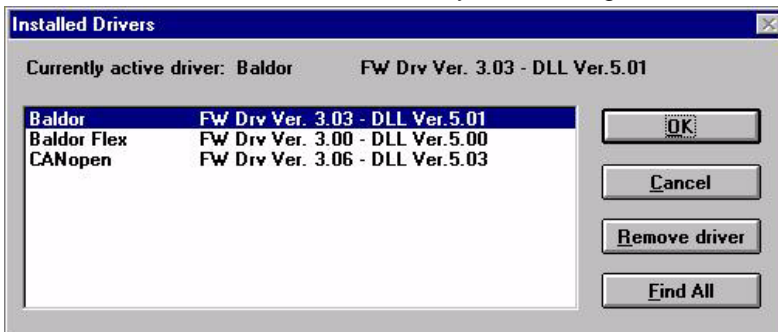 Installed Drivers
Currently active driver: Baldor FW Drv Ver. 3.03 - DLL Ver.5.01
Baldor FW Drv Ver. 3.03 - DLL Ver.5.01
Baldor Flex FW Drv Ver. 3.00 - DLL Ver.5.00
CANopen FW Drv Ver. 3.06 - DLL Ver.5.03
OK
Cancel
Remove driver
Find All